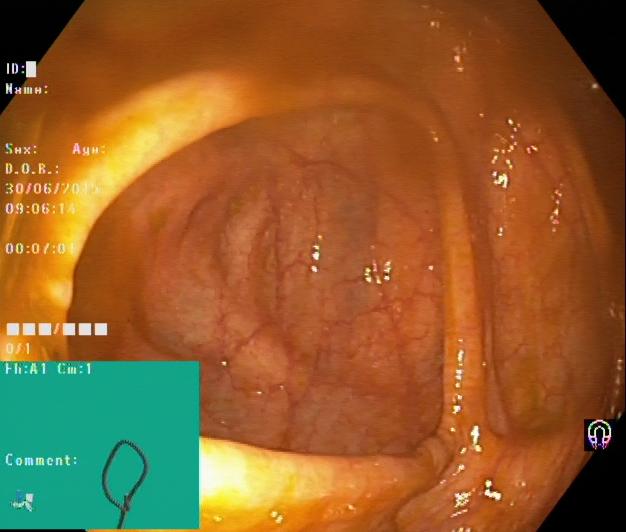 ID:
Name:
Sex: Age:
D.O.B.:
30/06/2015
09:06:14
00:07:01
■■■/■■■
0/1
Eh:A1 Cm:1
Comment: